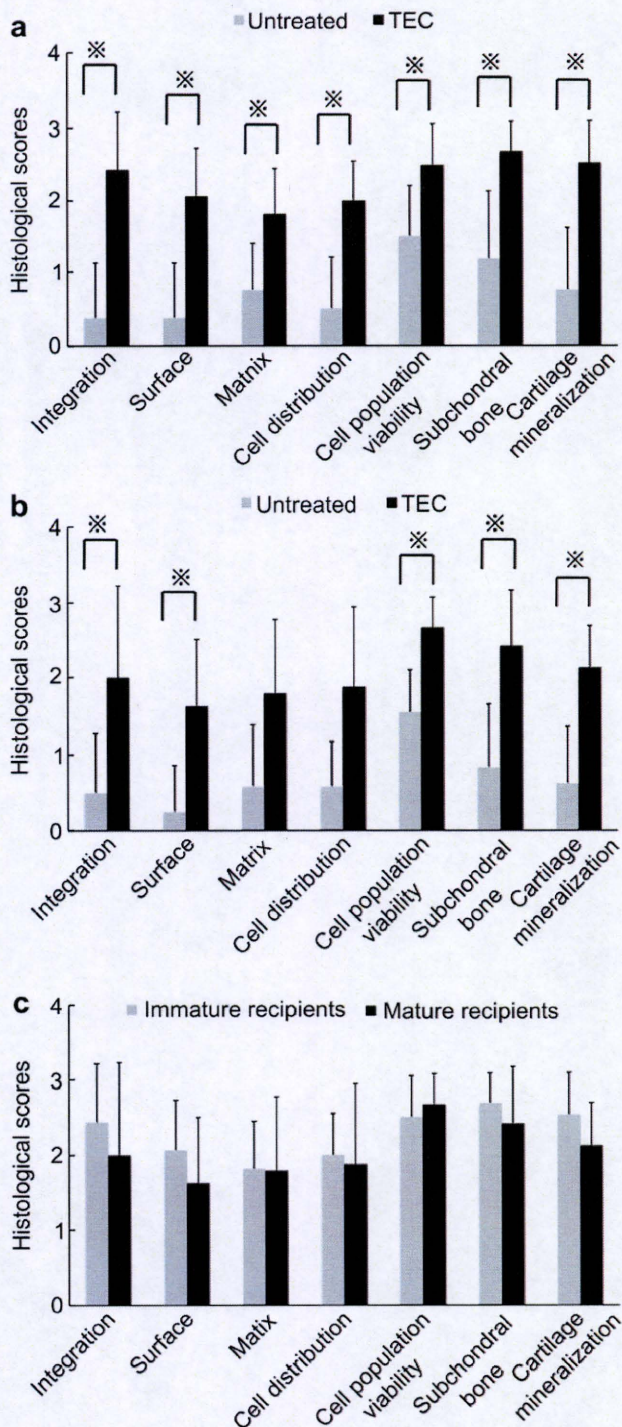 a
Untreated TEC
Histological scores
4
3
2
1
0
※ ※ ※ ※ ※ ※ ※
Integration
Surface
Matnix
Cell distribution
Cell population
viability
Subchondral
bone
Cartilage
mineralization
b
Untreated TEC
Histological scores
4
3
2
1
0
※ ※ ※ ※ ※
Integration
Surface
Matrix
Cell distribution
Cell population
viability
Subchondral
bone
Cartilage
mineralization
c
Immature recipients Mature recipients
Histological scores
4
3
2
1
0
Integration
Surface
Matix
Cell distribution
Cell population
viability
Subchondral
bone
Cartilage
mineralization